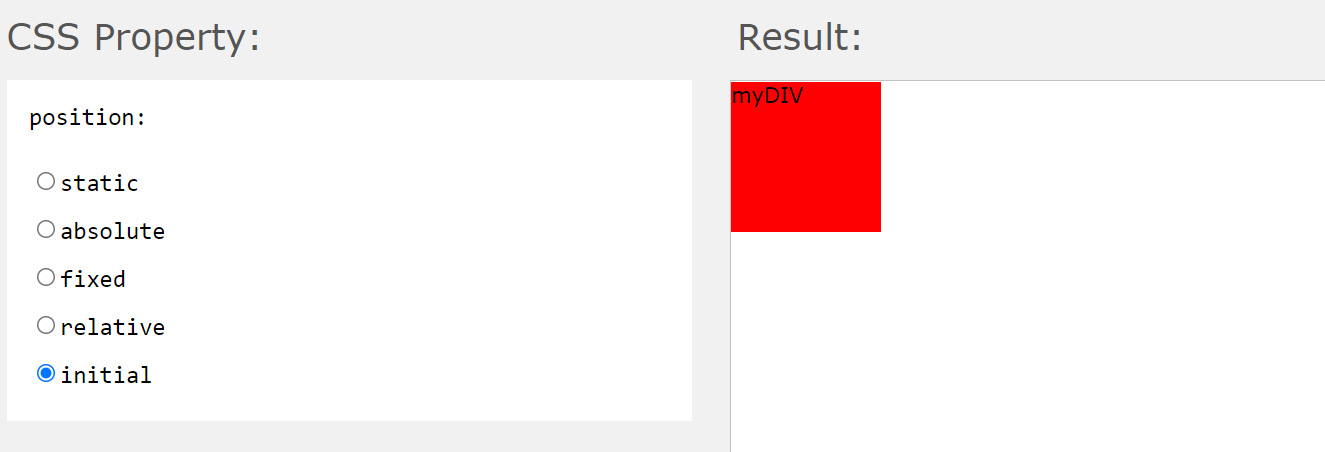 CSS Property:
position:
static
absolute
fixed
relative
initial
Result:
myDIV